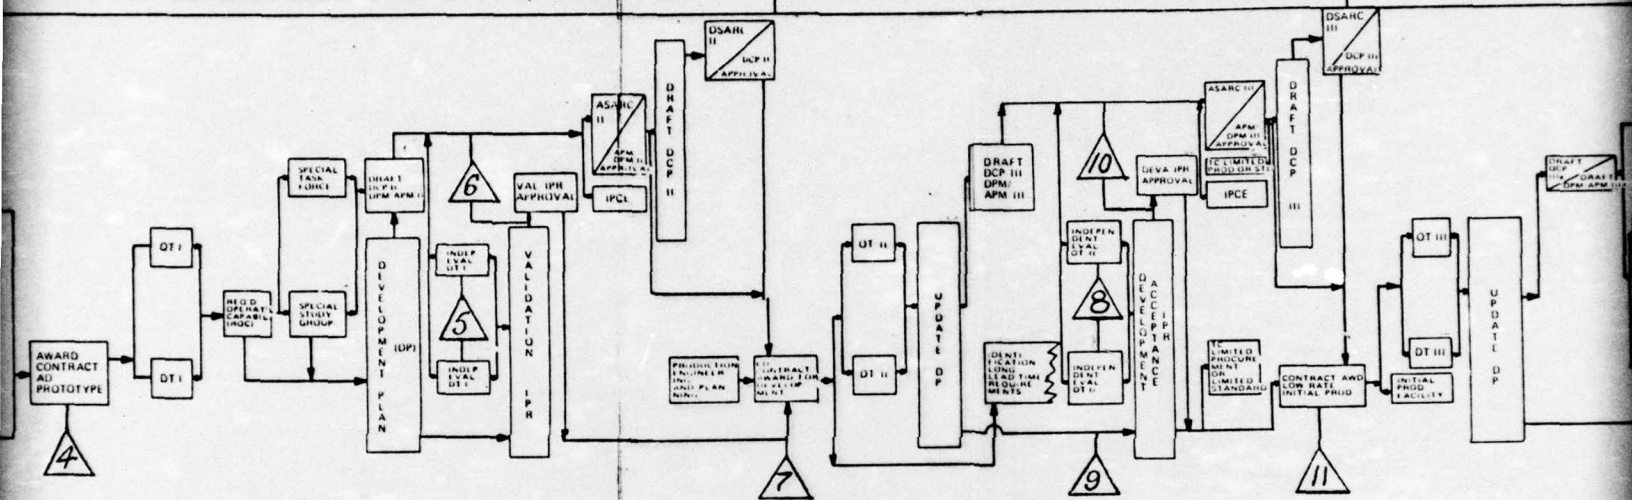 AWARD
CONTRACT
AD
PROTOTYPE
4
OT I
DT I
REQ'D
OPERAT'L
(ROC)
SPECIAL
TASK
FORCE
SPECIAL
STUDY
GROUP
DRAFT
DCP II
DPM APM II
DEVELOPMENT PLAN
(DP)
INDEP
EVAL
OT I
5
INDEP
EVAL
DT I
6
VAL IPR
APPROVAL
VALIDATION IPR
ASARC
II
APM
DPM II
APPROVAL
IPCE
DRAFT DCP II
DSARC
II
DCP II
APPROVAL
PRODUCTION
ENGINEER
ING
AND PLAN
NING
CONTRACT
AWARD FOR
DEVELOP
MENT
7
OT II
DT II
UPDATE DP
DRAFT
DCP III
DPM/
APM III
IDENTI
FICATION
LONG
LEAD TIME
REQUIRE
MENTS
INDEPEN
DENT
EVAL
OT II
8
INDEPEN
DENT
EVAL
DT II
9
10
DEVA IPR
APPROVAL
DEVELOPMENT
ACCEPTANCE
IPR
ASARC III
APM/
DPM III
APPROVAL
TC LIMITED
PROD OR
IPCE
DRAFT DCP III
DSARC
III
DCP III
APPROVAL
TC
LIMITED
PROCURE
MENT
OR
LIMITED
STANDARD
CONTRACT AWD
LOW RATE
INITIAL PROD
11
INITIAL
PROD
FACILITY
OT III
DT III
UPDATE DP
DRAFT
DCP
DRAFT
DPM APM